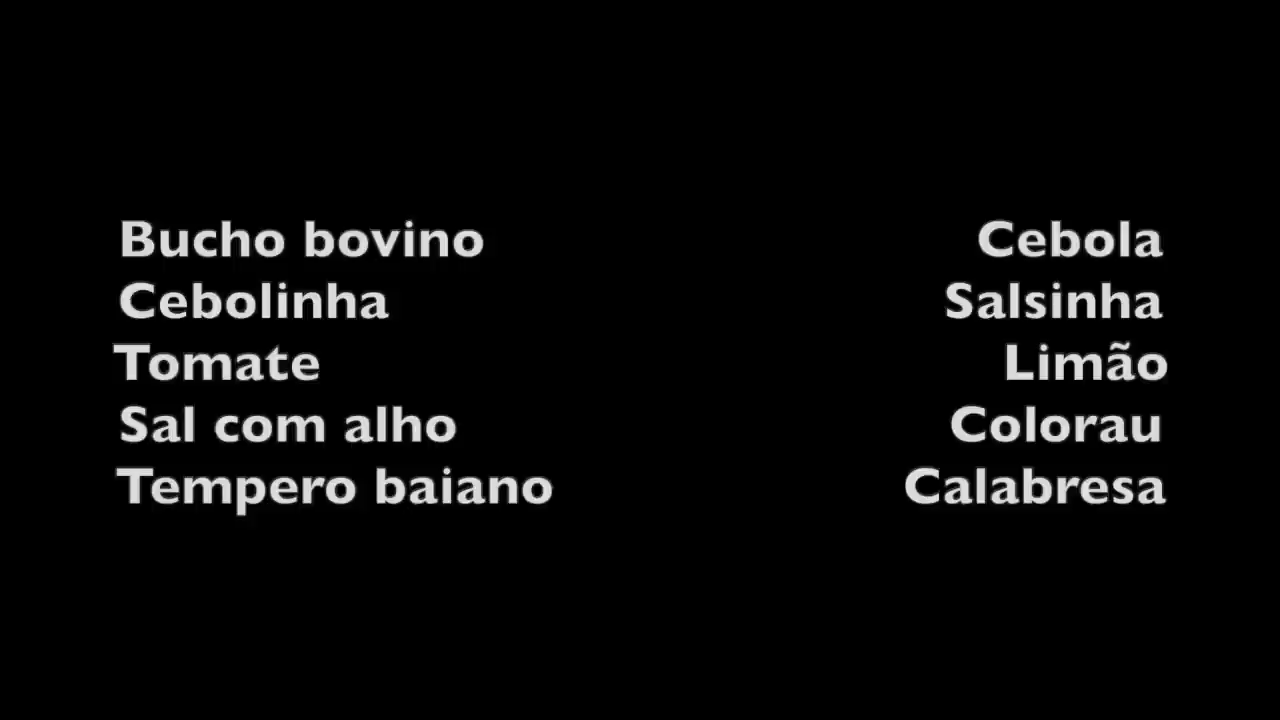 Bucho bovino Cebola
Cebolinha Salsinha
Tomate Limão
Sal com alho Colorau
Tempero baiano Calabresa